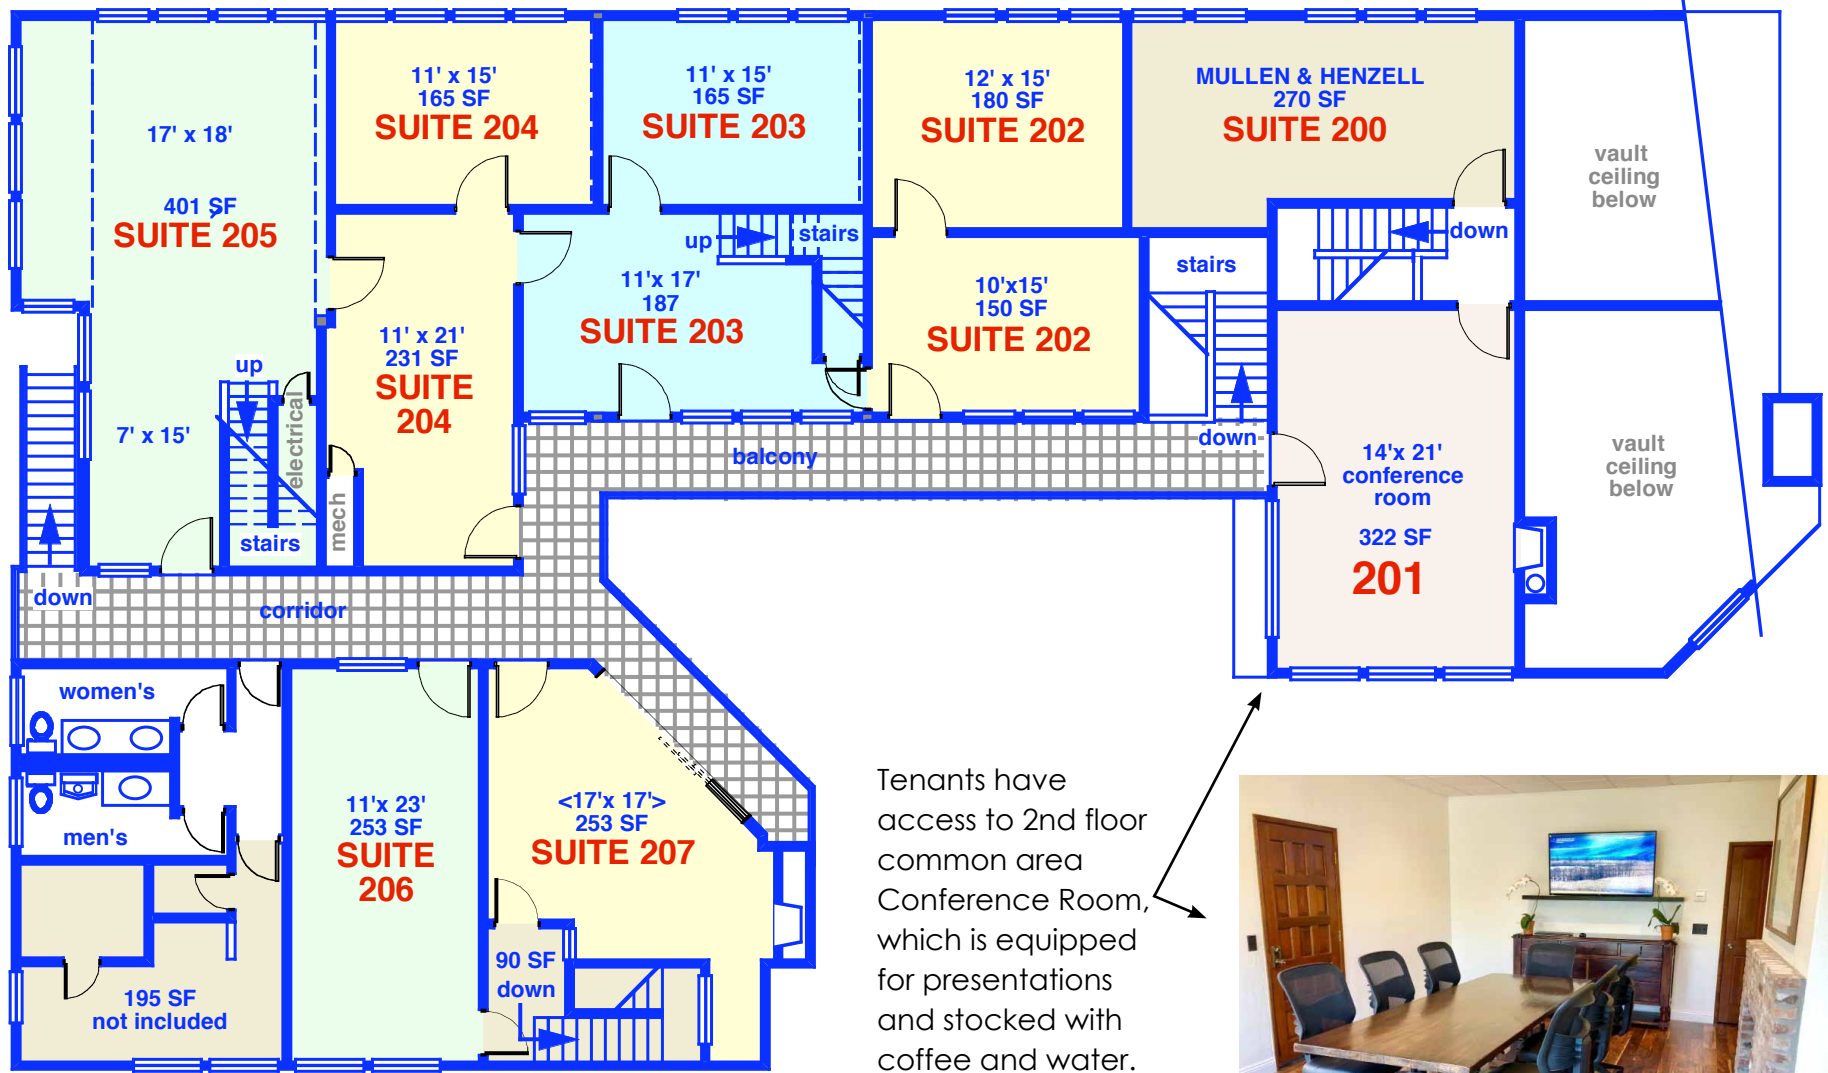 11' x 15'
165 SF
SUITE 204
11' x 15'
165 SF
SUITE 203
12' x 15'
180 SF
SUITE 202
MULLEN & HENZELL
270 SF
SUITE 200
17' x 18'
401 SF
SUITE 205
vault
ceiling
below
up
stairs
down
stairs
11'x 17'
187
SUITE 203
10'x15'
150 SF
SUITE 202
11' x 21'
231 SF
SUITE
204
up
electrical
7' x 15'
mech
stairs
balcony
down
14'x 21'
conference
room
322 SF
201
vault
ceiling
below
down
corridor
women's
men's
11'x 23'
253 SF
SUITE
206
<17'x 17'>
253 SF
SUITE 207
90 SF
down
195 SF
not included
Tenants have
access to 2nd floor
common area
Conference Room,
which is equipped
for presentations
and stocked with
coffee and water.